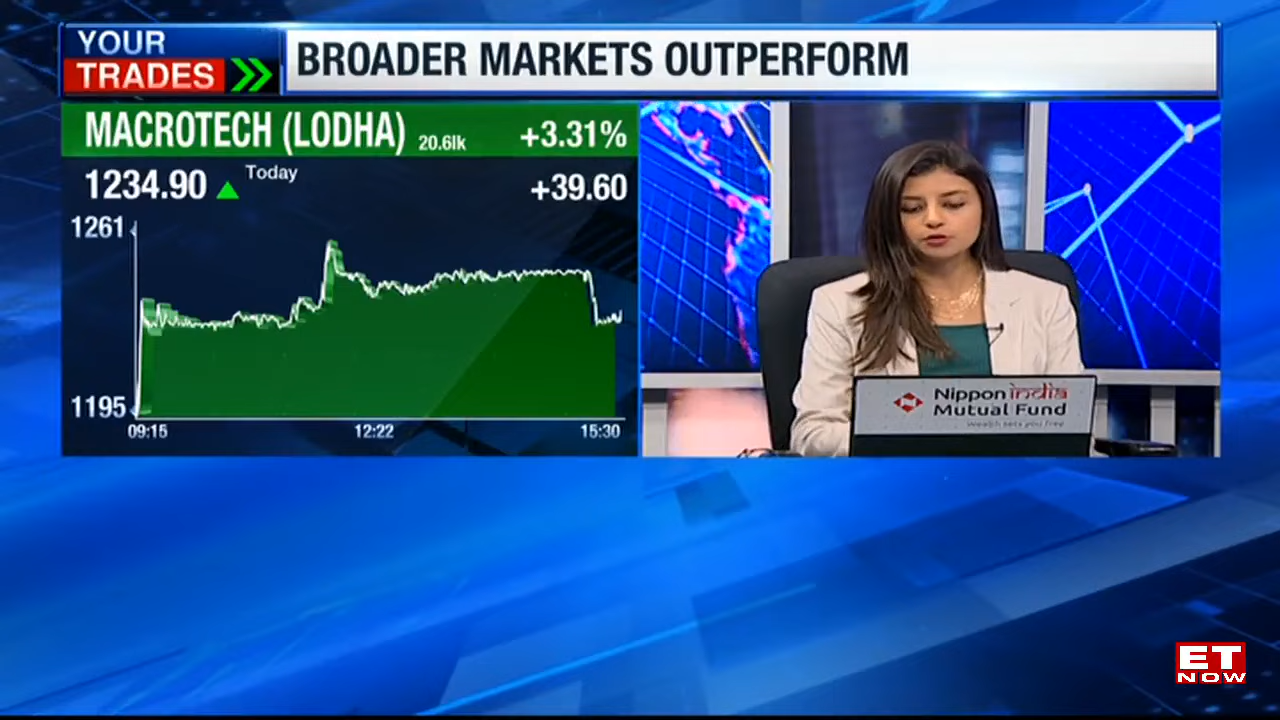 YOUR
TRADES
BROADER MARKETS OUTPERFORM
MACROTECH (LODHA) 20.6lk +3.31%
1234.90 Today +39.60
1261
1195
09:15 12:22 15:30
Nippon india
Mutual Fund
Wealth sets you free
ET
NOW